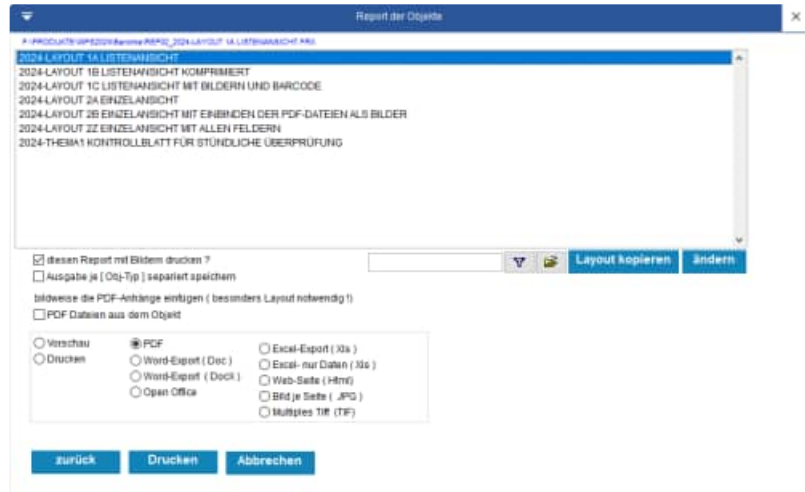 Report der Objekte
2024-LAYOUT 1A LISTENANSICHT
2024-LAYOUT 1B LISTENANSICHT KOMPRIMIERT
2024-LAYOUT 1C LISTENANSICHT MIT BILDERN UND BARCODE
2024-LAYOUT 2A EINZELANSICHT
2024-LAYOUT 2B EINZELANSICHT MIT EINBINDEN DER PDF-DATEIEN ALS BILDER
2024-LAYOUT 2Z EINZELANSICHT MIT ALLEN FELDERN
2024-THEMA1 KONTROLLBLATT FÜR STÜNDLICHE ÜBERPRÜFUNG
diesen Report mit Bildern drucken ?
Layout kopieren ändern
Ausgabe je [ Obj-Typ ] separiert speichern
bildweise die PDF-Anhänge einfügen ( besonders Layout notwendig !)
PDF Dateien aus dem Objekt
Vorschau
Drucken
PDF
Word-Export ( Doc )
Word-Export ( DocX )
Open Office
Excel-Export ( Xls )
Excel- nur Daten ( Xls )
Web-Seite ( Html)
Bild je Seite ( JPG )
Multiples Tiff (TIF)
zurück Drucken Abbrechen